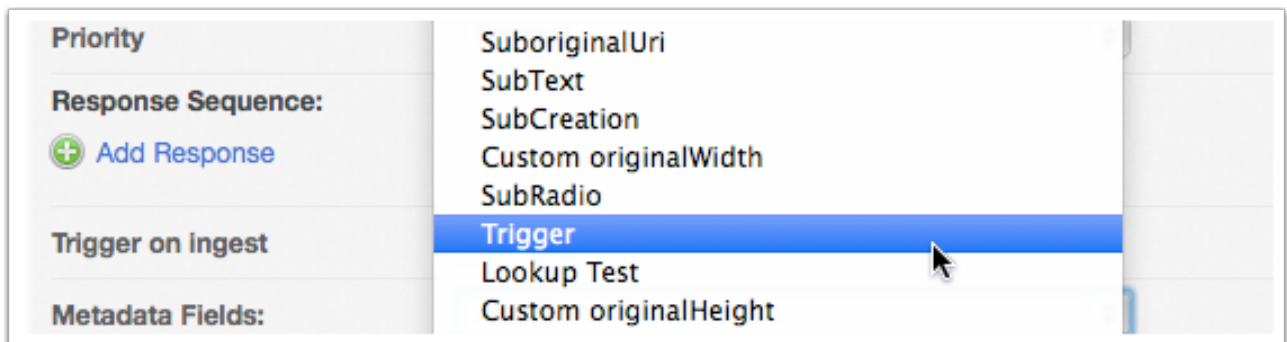 Priority
Response Sequence:
Add Response
Trigger on ingest
Metadata Fields:
SuboriginalUri
SubText
SubCreation
Custom originalWidth
SubRadio
Trigger
Lookup Test
Custom originalHeight